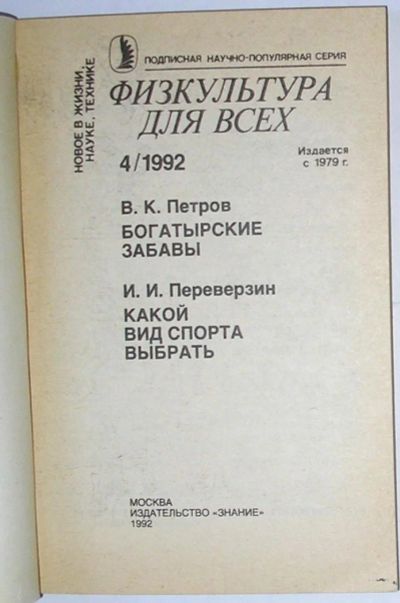 НОВОЕ В ЖИЗНИ,
НАУКЕ, ТЕХНИКЕ
ПОДПИСНАЯ НАУЧНО-ПОПУЛЯРНАЯ СЕРИЯ
ФИЗКУЛЬТУРА
ДЛЯ ВСЕХ
4/1992
Издается
с 1979 г.
В. К. Петров
БОГАТЫРСКИЕ
ЗАБАВЫ
И. И. Переверзин
КАКОЙ
ВИД СПОРТА
ВЫБРАТЬ
МОСКВА
ИЗДАТЕЛЬСТВО «ЗНАНИЕ»
1992